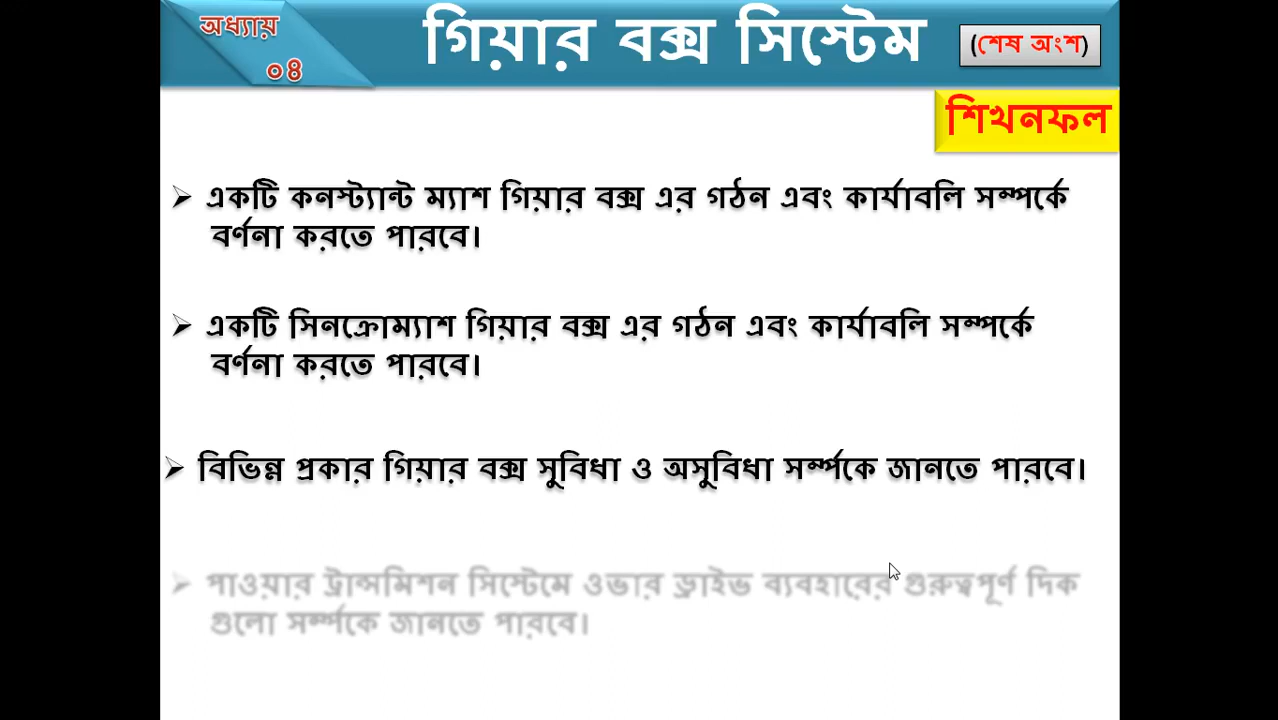 অধ্যায়
০৪
গিয়ার বক্স সিস্টেম
(শেষ অংশ)
শিখনফল
➢ একটি কনস্ট্যান্ট ম্যাশ গিয়ার বক্স এর গঠন এবং কার্যাবলি সম্পর্কে
বর্ণনা করতে পারবে।
➢ একটি সিনক্রোম্যাশ গিয়ার বক্স এর গঠন এবং কার্যাবলি সম্পর্কে
বর্ণনা করতে পারবে।
➢ বিভিন্ন প্রকার গিয়ার বক্স সুবিধা ও অসুবিধা সর্ম্পকে জানতে পারবে।
➢ পাওয়ার ট্রান্সমিশন সিস্টেমে ওভার ড্রাইভ ব্যবহারের গুরুত্বপূর্ণ দিক
গুলো সর্ম্পকে জানতে পারবে।